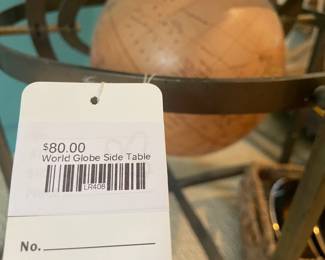 $80.00
World Globe Side Table
LR408
No.